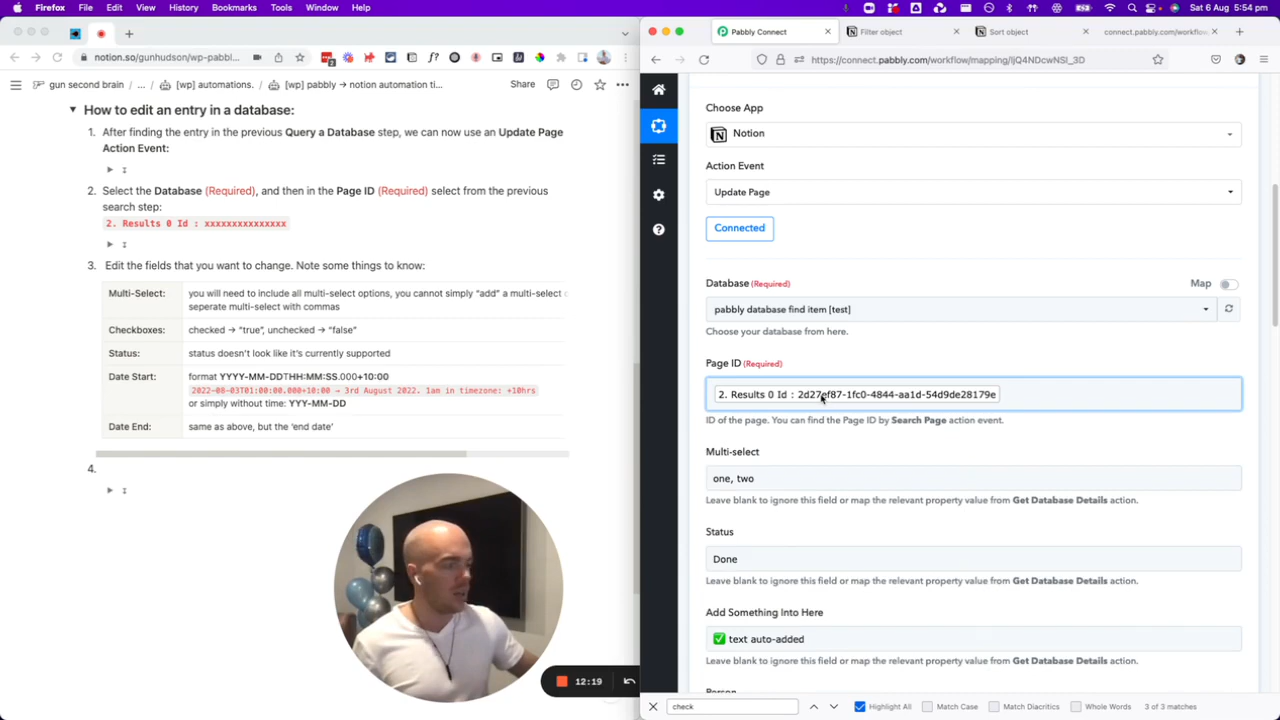 Firefox File Edit View History Bookmarks Tools Window Help
Sat 6 Aug 5:54 pm
notion.so/gunhudson/wp-pabbl...
gun second brain / ... / [wp] automations. / [wp] pabbly → notion automation ti...
Share
How to edit an entry in a database:
1. After finding the entry in the previous Query a Database step, we can now use an Update Page
Action Event:
2. Select the Database (Required), and then in the Page ID (Required) select from the previous
search step:
2. Results 0 Id : xxxxxxxxxxxxxxx
3. Edit the fields that you want to change. Note some things to know:
Multi-Select: you will need to include all multi-select options, you cannot simply “add” a multi-select
seperate multi-select with commas
Checkboxes: checked → “true”, unchecked → “false”
Status: status doesn't look like it's currently supported
Date Start: format YYYY-MM-DDTHH:MM:SS.000+10:00
2022-08-03T01:00:00.000+10:00 → 3rd August 2022. 1am in timezone: +10hrs
or simply without time: YYY-MM-DD
Date End: same as above, but the 'end date'
4.
12:19
Pabbly Connect
Filter object
Sort object
connect.pabbly.com/workflow.
https://connect.pabbly.com/workflow/mapping/IjQ4NDcwNSI_3D
Choose App
Notion
Action Event
Update Page
Connected
Database (Required)
Map
pabbly database find item [test]
Choose your database from here.
Page ID (Required)
2. Results 0 Id : 2d27ef87-1fc0-4844-aa1d-54d9de28179e
ID of the page. You can find the Page ID by Search Page action event.
Multi-select
one, two
Leave blank to ignore this field or map the relevant property value from Get Database Details action.
Status
Done
Leave blank to ignore this field or map the relevant property value from Get Database Details action.
Add Something Into Here
✅ text auto-added
Leave blank to ignore this field or map the relevant property value from Get Database Details action.
Person
check
Highlight All
Match Case
Match Diacritics
Whole Words
3 of 3 matches